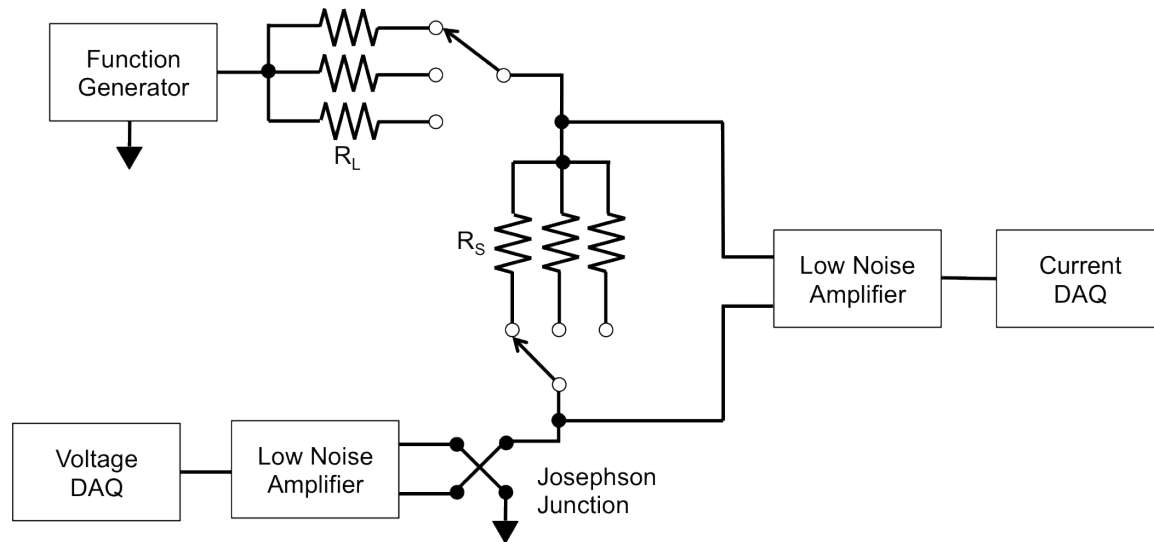 Function
Generator
R_L
R_S
Low Noise
Amplifier
Current
DAQ
Voltage
DAQ
Low Noise
Amplifier
Josephson
Junction